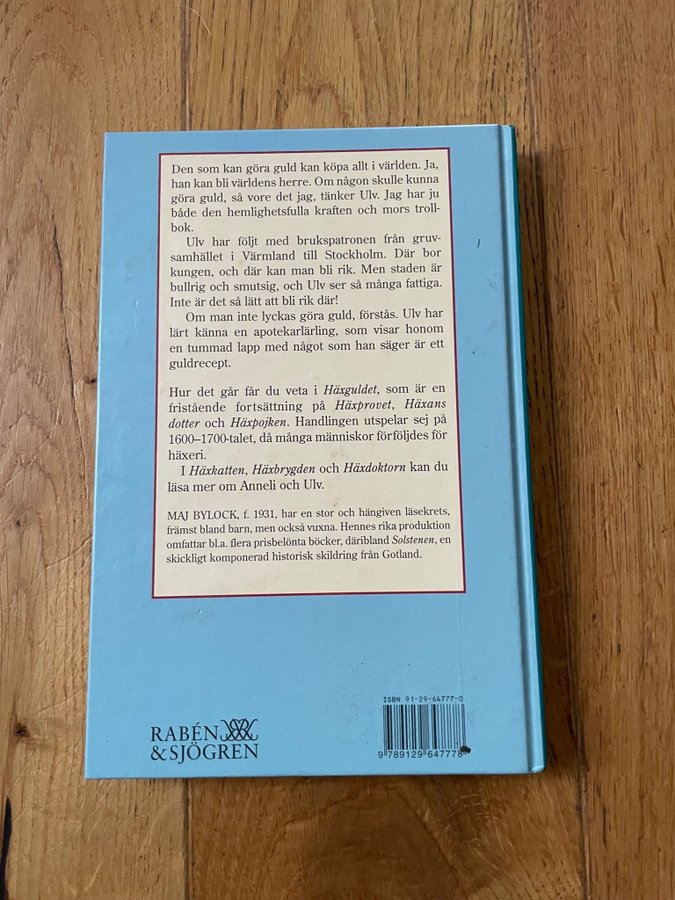 Den som kan göra guld kan köpa allt i världen. Ja,
han kan bli världens herre. Om någon skulle kunna
göra guld, så vore det jag, tänker Ulv. Jag har ju
både den hemlighetsfulla kraften och mors troll-
bok.
Ulv har följt med brukspatronen från gruv-
samhället i Värmland till Stockholm. Där bor
kungen, och där kan man bli rik. Men staden är
bullrig och smutsig, och Ulv ser så många fattiga.
Inte är det så lätt att bli rik där!
Om man inte lyckas göra guld, förstås. Ulv har
lärt känna en apotekarlärling, som visar honom
en tummad lapp med något som han säger är ett
guldrecept.
Hur det går får du veta i Häxguldet, som är en
fristående fortsättning på Häxprovet, Häxans
dotter och Häxpojken. Handlingen utspelar sej på
1600–1700-talet, då många människor förföljdes för
häxeri.
I Häxkatten, Häxbrygden och Häxdoktorn kan du
läsa mer om Anneli och Ulv.
MAJ BYLOCK, f. 1931, har en stor och hängiven läsekrets,
främst bland barn, men också vuxna. Hennes rika produktion
omfattar bl.a. flera prisbelönta böcker, däribland Solstenen, en
skickligt komponerad historisk skildring från Gotland.
ISBN 91-29-64777-0
9 789129 647778
RABÉN
& SJÖGREN